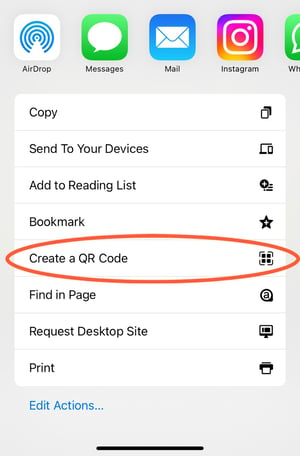 AirDrop
Messages
Mail
Instagram
Copy
Send To Your Devices
Add to Reading List
Bookmark
Create a QR Code
Find in Page
Request Desktop Site
Print
Edit Actions...